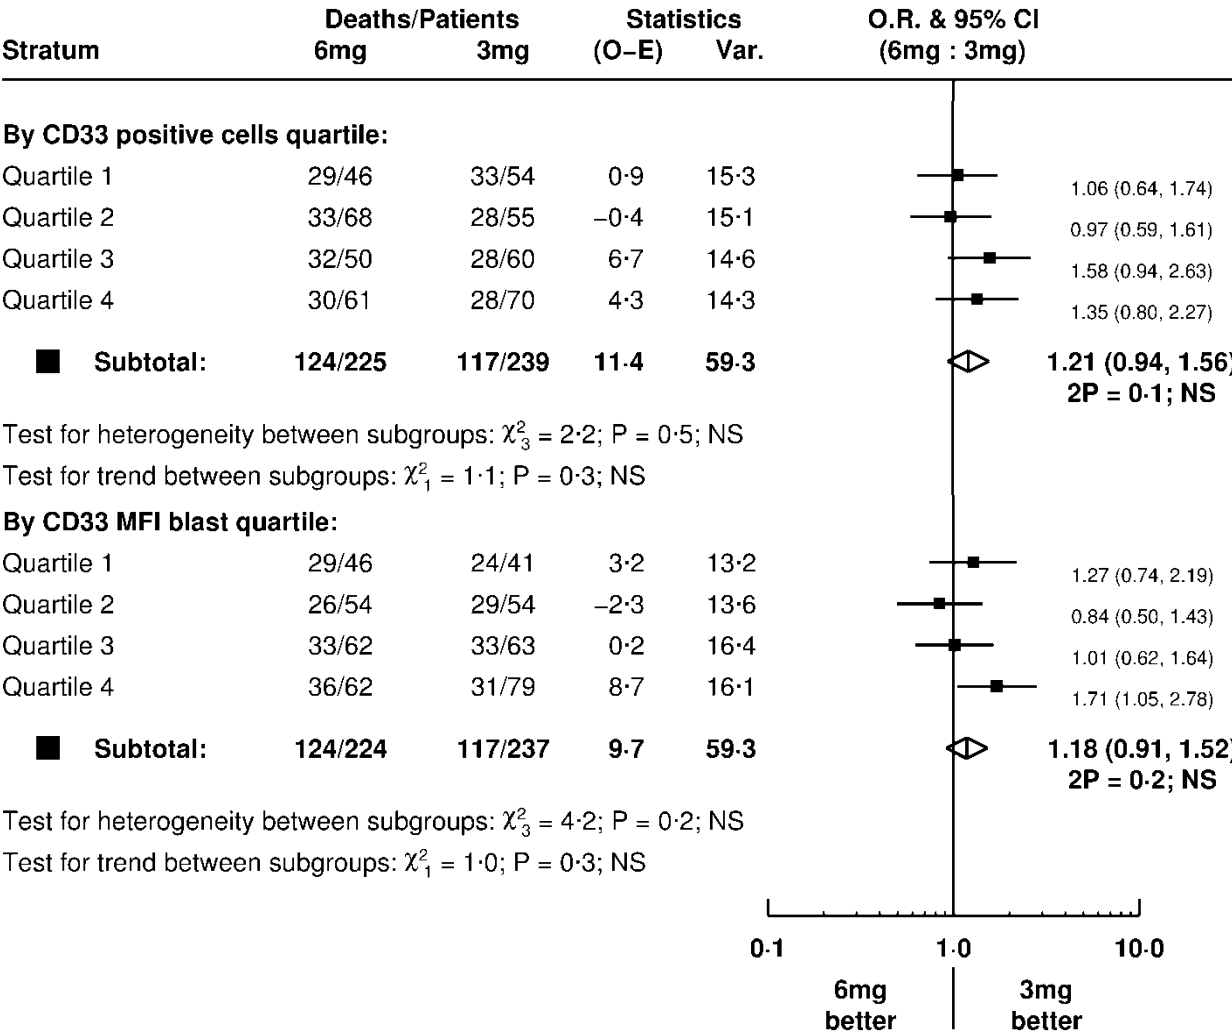 Deaths/Patients Statistics O.R. & 95% CI
Stratum 6mg 3mg (O–E) Var. (6mg : 3mg)
By CD33 positive cells quartile:
Quartile 1 29/46 33/54 0·9 15·3 1.06 (0.64, 1.74)
Quartile 2 33/68 28/55 –0·4 15·1 0.97 (0.59, 1.61)
Quartile 3 32/50 28/60 6·7 14·6 1.58 (0.94, 2.63)
Quartile 4 30/61 28/70 4·3 14·3 1.35 (0.80, 2.27)
Subtotal: 124/225 117/239 11·4 59·3 1.21 (0.94, 1.56)
2P = 0·1; NS
Test for heterogeneity between subgroups: χ²₃ = 2·2; P = 0·5; NS
Test for trend between subgroups: χ²₁ = 1·1; P = 0·3; NS
By CD33 MFI blast quartile:
Quartile 1 29/46 24/41 3·2 13·2 1.27 (0.74, 2.19)
Quartile 2 26/54 29/54 –2·3 13·6 0.84 (0.50, 1.43)
Quartile 3 33/62 33/63 0·2 16·4 1.01 (0.62, 1.64)
Quartile 4 36/62 31/79 8·7 16·1 1.71 (1.05, 2.78)
Subtotal: 124/224 117/237 9·7 59·3 1.18 (0.91, 1.52)
2P = 0·2; NS
Test for heterogeneity between subgroups: χ²₃ = 4·2; P = 0·2; NS
Test for trend between subgroups: χ²₁ = 1·0; P = 0·3; NS
0·1 1·0 10·0
6mg 3mg
better better